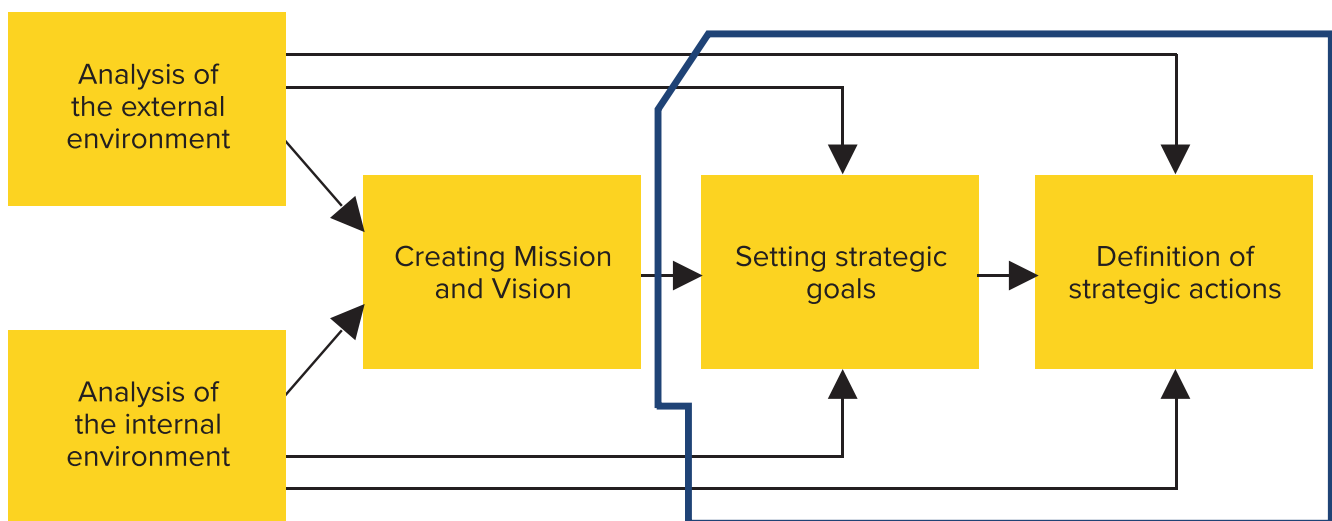 Analysis of
the external
environment
Creating Mission
and Vision
Setting strategic
goals
Definition of
strategic actions
Analysis of
the internal
environment